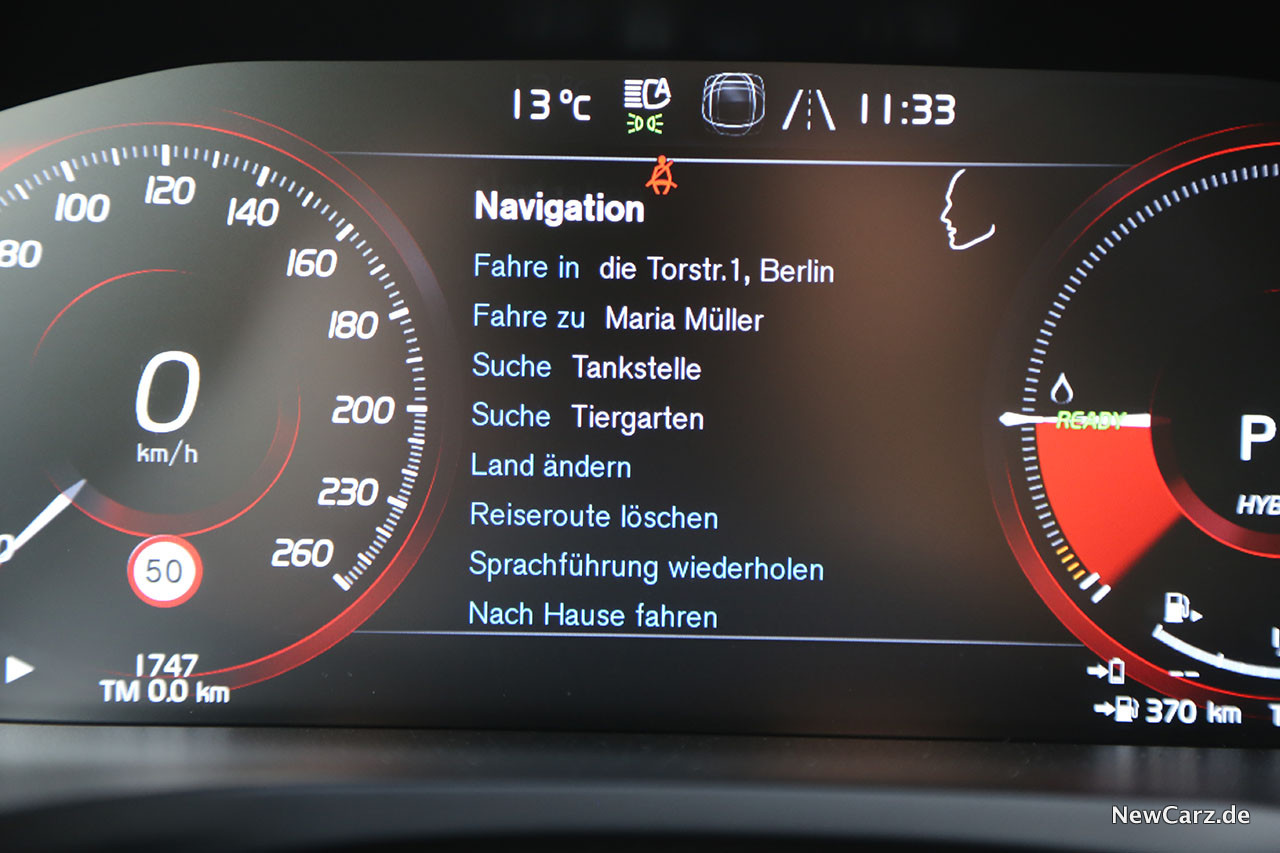 13 °C
11:33
80
100
120
140
160
180
200
230
260
0
km/h
50
1747
TM 0.0 km
Navigation
Fahre in die Torstr.1, Berlin
Fahre zu Maria Müller
Suche Tankstelle
Suche Tiergarten
Land ändern
Reiseroute löschen
Sprachführung wiederholen
Nach Hause fahren
READY
P
HYB
--
370 km
NewCarz.de